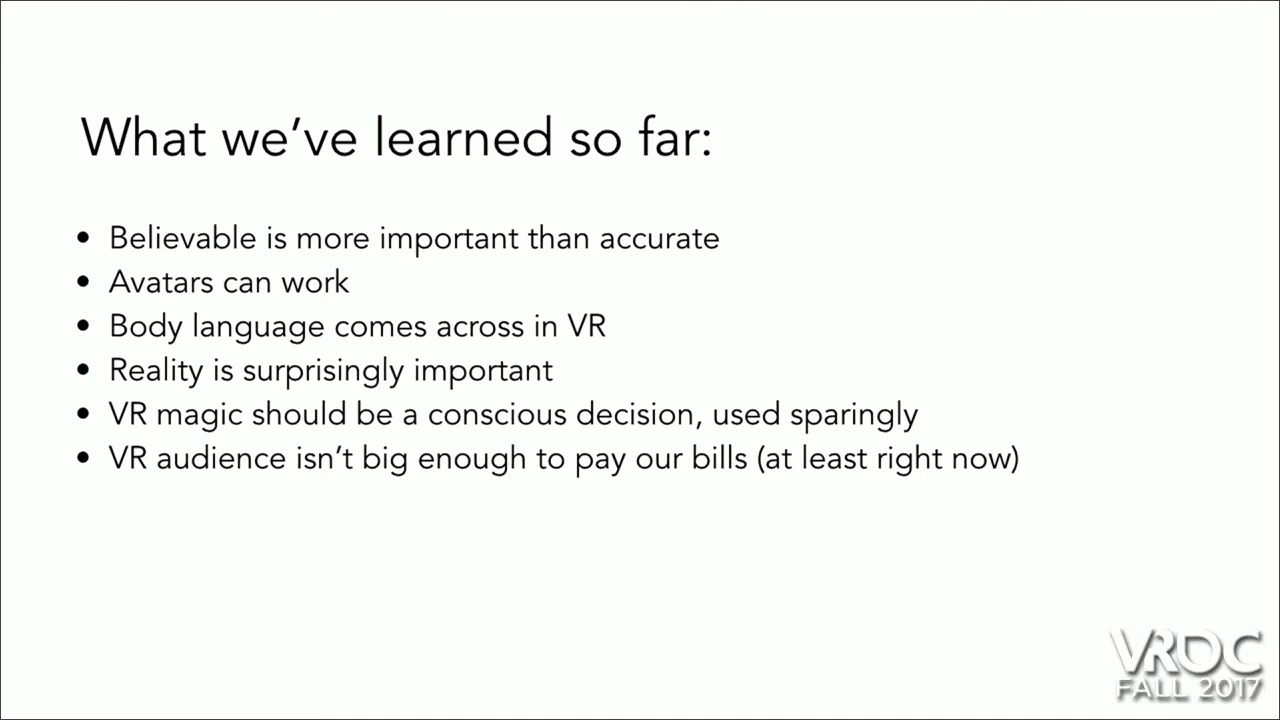 What we’ve learned so far:
• Believable is more important than accurate
• Avatars can work
• Body language comes across in VR
• Reality is surprisingly important
• VR magic should be a conscious decision, used sparingly
• VR audience isn’t big enough to pay our bills (at least right now)
VRDC
FALL 2017